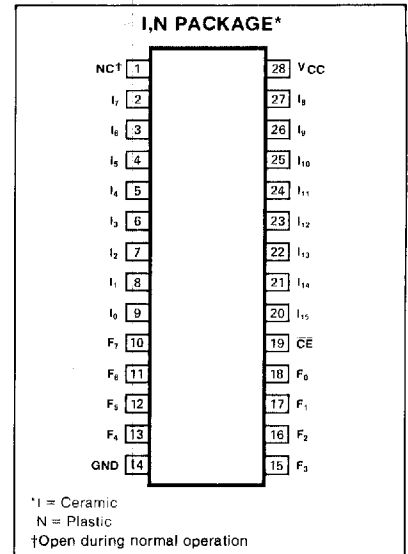 I,N PACKAGE*
NC† 1 28 VCC
I7 2 27 I8
I6 3 26 I9
I5 4 25 I10
I4 5 24 I11
I3 6 23 I12
I2 7 22 I13
I1 8 21 I14
I0 9 20 I15
F7 10 19 C̅E̅
F6 11 18 F0
F5 12 17 F1
F4 13 16 F2
GND 14 15 F3
*I = Ceramic
N = Plastic
†Open during normal operation